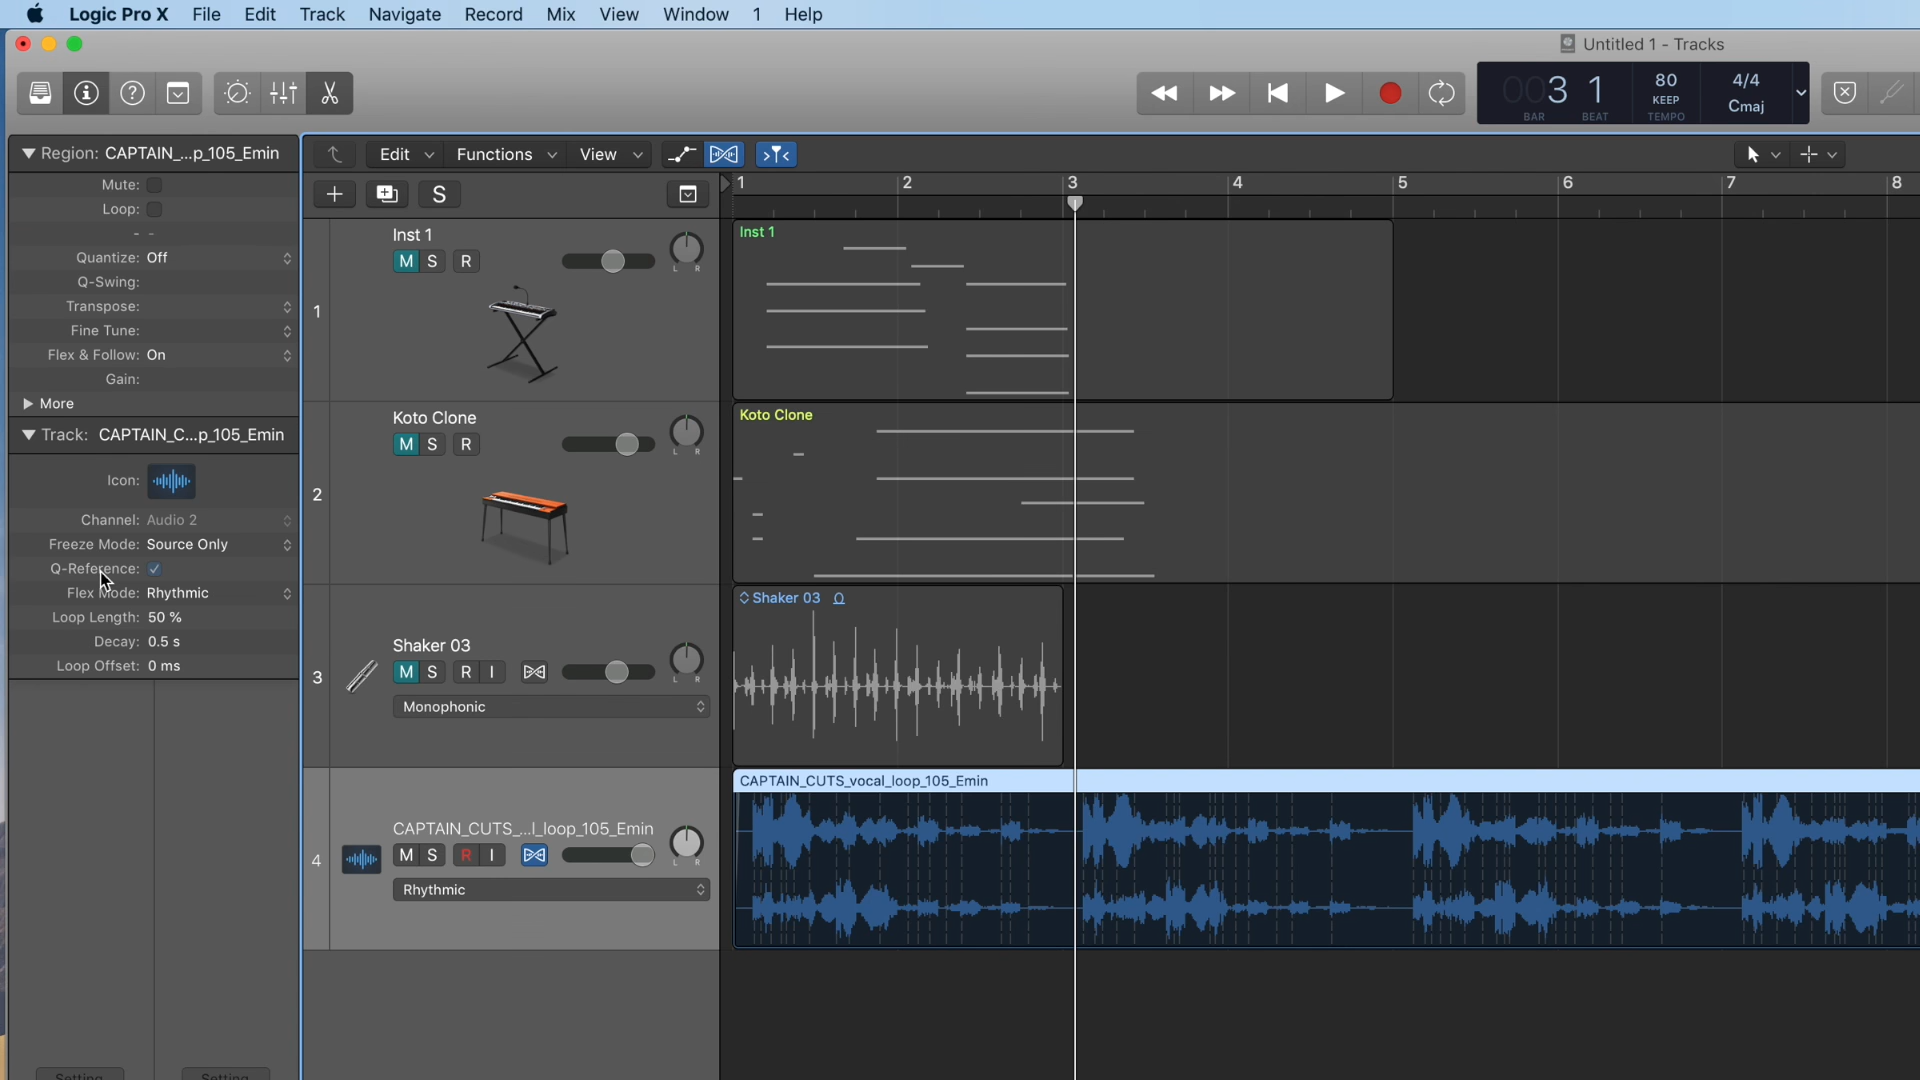 Logic Pro X File Edit Track Navigate Record Mix View Window 1 Help
Untitled 1 - Tracks
003 1 80 4/4
KEEP Cmaj
BAR BEAT TEMPO
Region: CAPTAIN_...p_105_Emin
Mute:
Loop:
- -
Quantize: Off
Q-Swing:
Transpose:
Fine Tune:
Flex & Follow: On
Gain:
More
Track: CAPTAIN_C...p_105_Emin
Icon:
Channel: Audio 2
Freeze Mode: Source Only
Q-Reference:
Flex Mode: Rhythmic
Loop Length: 50 %
Decay: 0.5 s
Loop Offset: 0 ms
Setting Setting
Edit Functions View
S
1 2 3 4 5 6 7 8
1
Inst 1
M S R
L R
Inst 1
2
Koto Clone
M S R
L R
Koto Clone
3
Shaker 03
M S R I
L R
Monophonic
Shaker 03
4
CAPTAIN_CUTS_...l_loop_105_Emin
M S R I
L R
Rhythmic
CAPTAIN_CUTS_vocal_loop_105_Emin